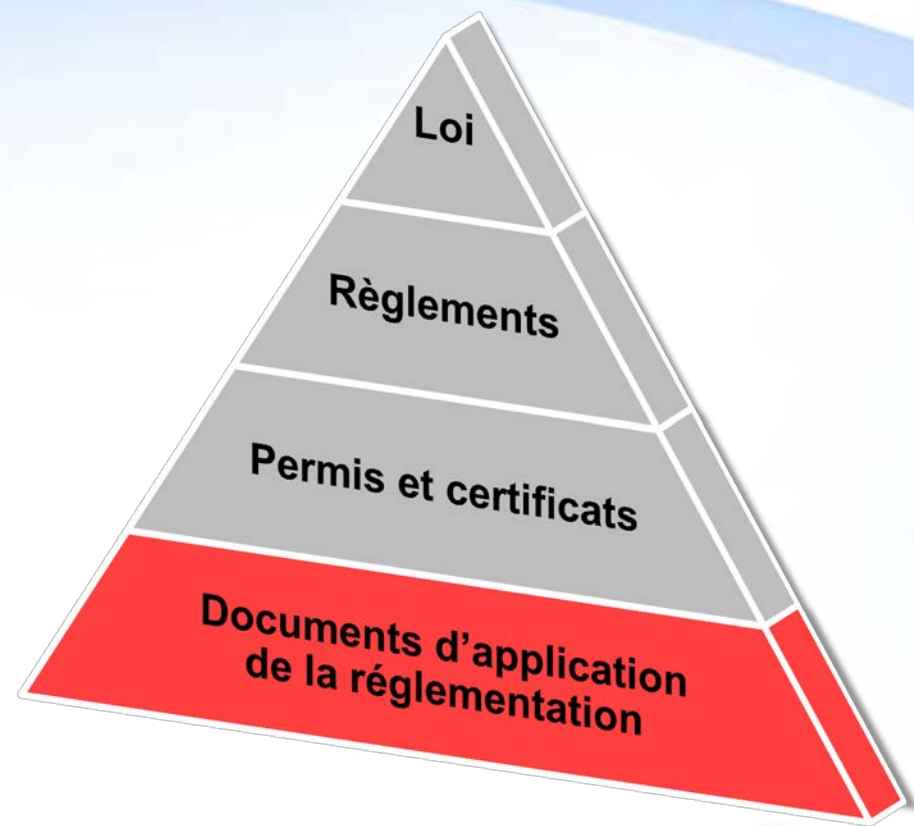 Loi
Règlements
Permis et certificats
Documents d’application
de la réglementation